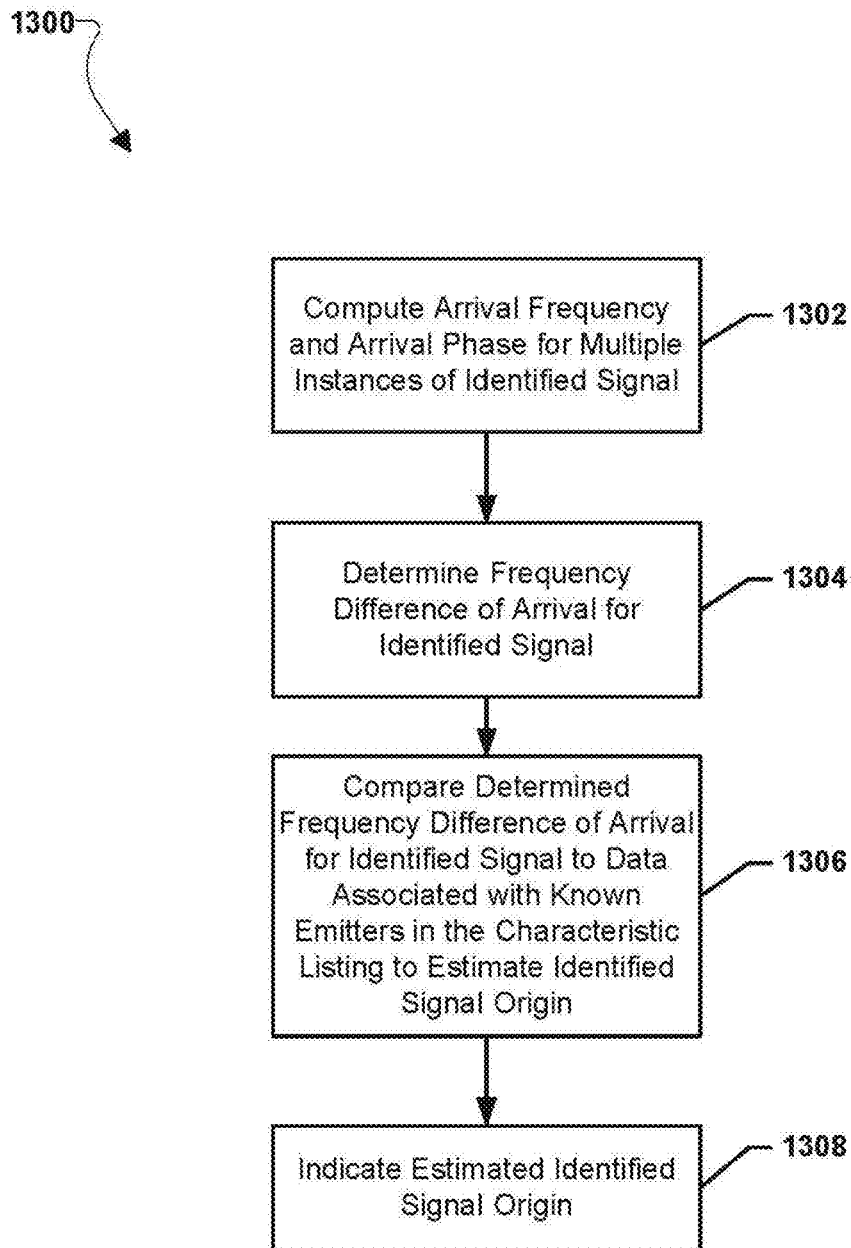 1300
Compute Arrival Frequency
and Arrival Phase for Multiple
Instances of Identified Signal
1302
Determine Frequency
Difference of Arrival for
Identified Signal
1304
Compare Determined
Frequency Difference of Arrival
for Identified Signal to Data
Associated with Known
Emitters in the Characteristic
Listing to Estimate Identified
Signal Origin
1306
Indicate Estimated Identified
Signal Origin
1308